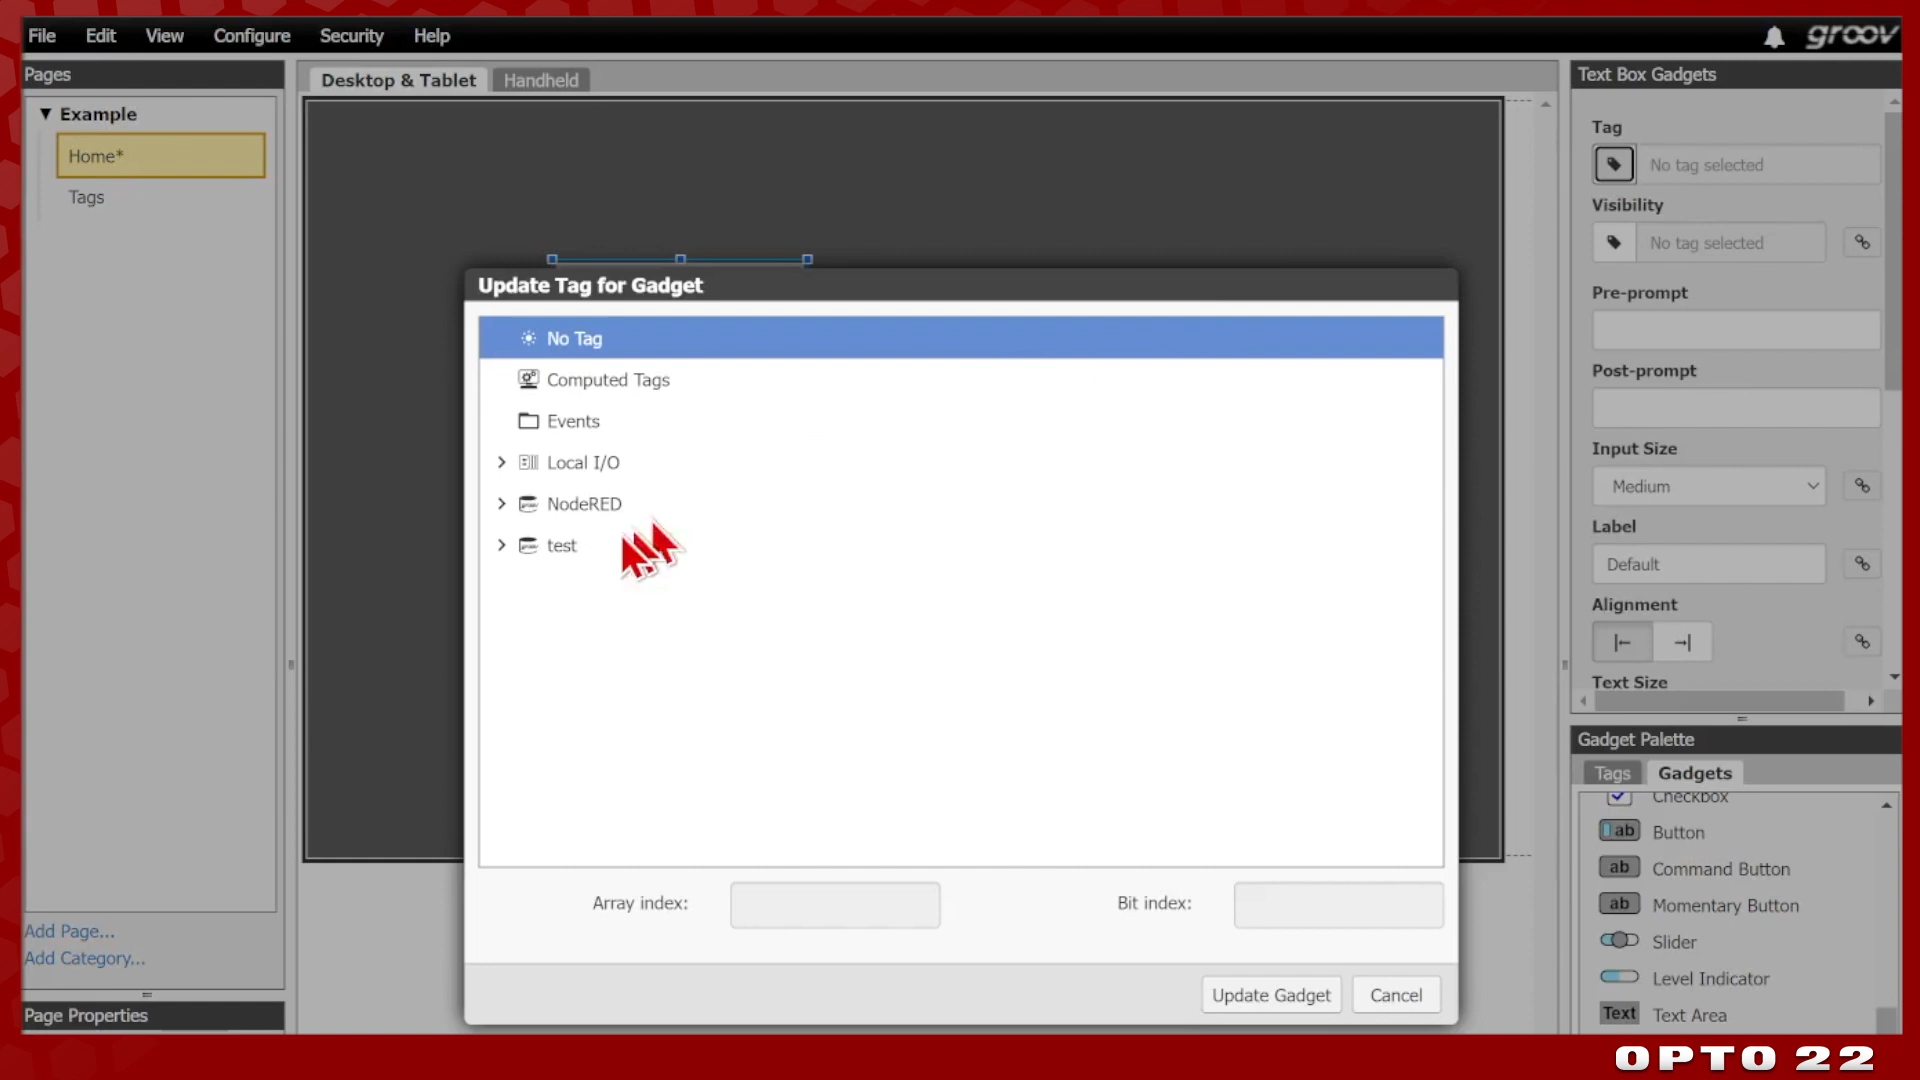 File Edit View Configure Security Help
groov
Pages
▼ Example
Home*
Tags
Add Page...
Add Category...
Page Properties
Desktop & Tablet Handheld
Update Tag for Gadget
No Tag
Computed Tags
Events
Local I/O
NodeRED
test
Array index:
Bit index:
Update Gadget Cancel
Text Box Gadgets
Tag
No tag selected
Visibility
No tag selected
Pre-prompt
Post-prompt
Input Size
Medium
Label
Default
Alignment
Text Size
Gadget Palette
Tags Gadgets
Checkbox
ab Button
ab Command Button
ab Momentary Button
Slider
Level Indicator
Text Text Area
OPTO 22